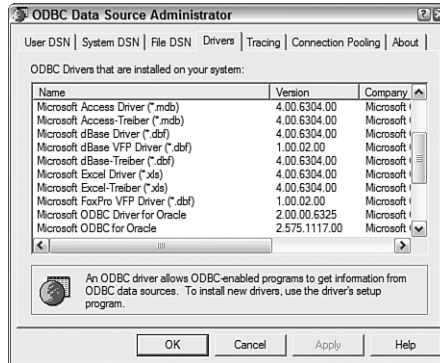 ODBC Data Source Administrator
User DSN System DSN File DSN Drivers Tracing Connection Pooling About
ODBC Drivers that are installed on your system:
Name Version Company
Microsoft Access Driver (*.mdb) 4.00.6304.00 Microsoft
Microsoft Access-Treiber (*.mdb) 4.00.6304.00 Microsoft
Microsoft dBase Driver (*.dbf) 4.00.6304.00 Microsoft
Microsoft dBase VFP Driver (*.dbf) 1.00.02.00 Microsoft
Microsoft dBase-Treiber (*.dbf) 4.00.6304.00 Microsoft
Microsoft Excel Driver (*.xls) 4.00.6304.00 Microsoft
Microsoft Excel-Treiber (*.xls) 4.00.6304.00 Microsoft
Microsoft FoxPro VFP Driver (*.dbf) 1.00.02.00 Microsoft
Microsoft ODBC Driver for Oracle 2.00.00.6325 Microsoft
Microsoft ODBC for Oracle 2.575.1117.00 Microsoft
An ODBC driver allows ODBC-enabled programs to get information from
ODBC data sources. To install new drivers, use the driver's setup
program.
OK Cancel Apply Help